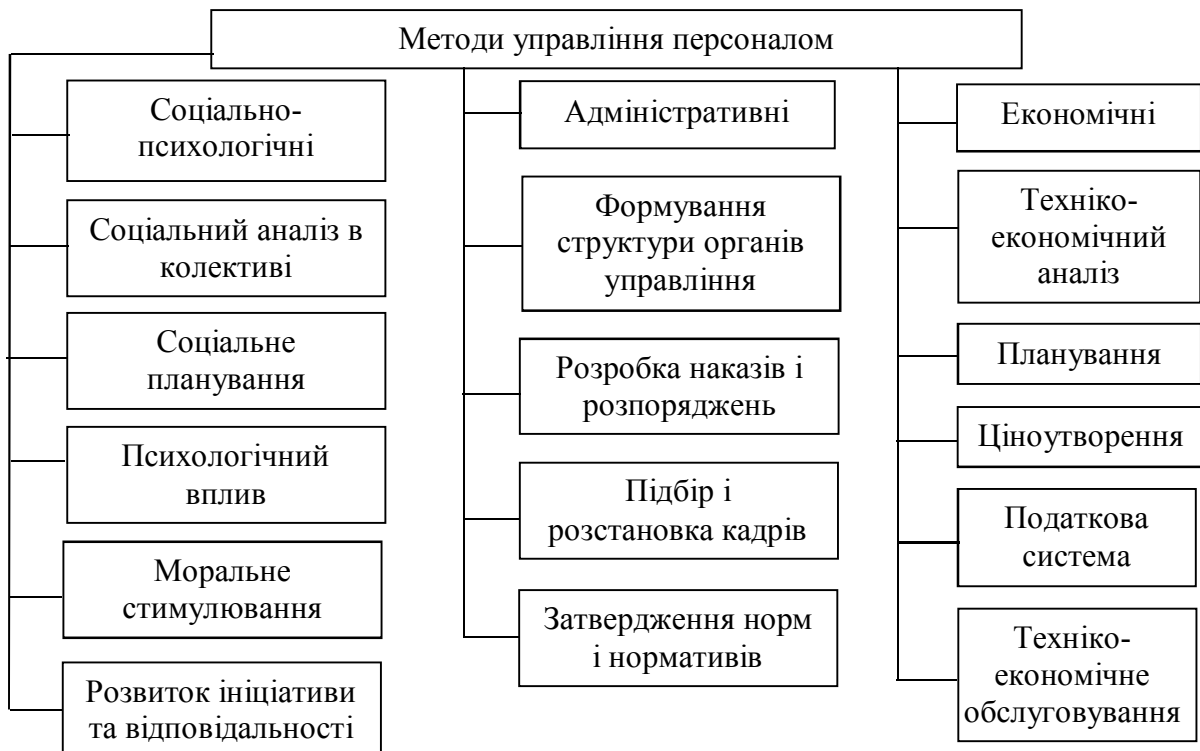 Методи управління персоналом
Соціально-
психологічні
Соціальний аналіз в
колективі
Соціальне
планування
Психологічний
вплив
Моральне
стимулювання
Розвиток ініціативи
та відповідальності
Адміністративні
Формування
структури органів
управління
Розробка наказів і
розпоряджень
Підбір і
розстановка кадрів
Затвердження норм
і нормативів
Економічні
Техніко-
економічний
аналіз
Планування
Ціноутворення
Податкова
система
Техніко-
економічне
обслуговування